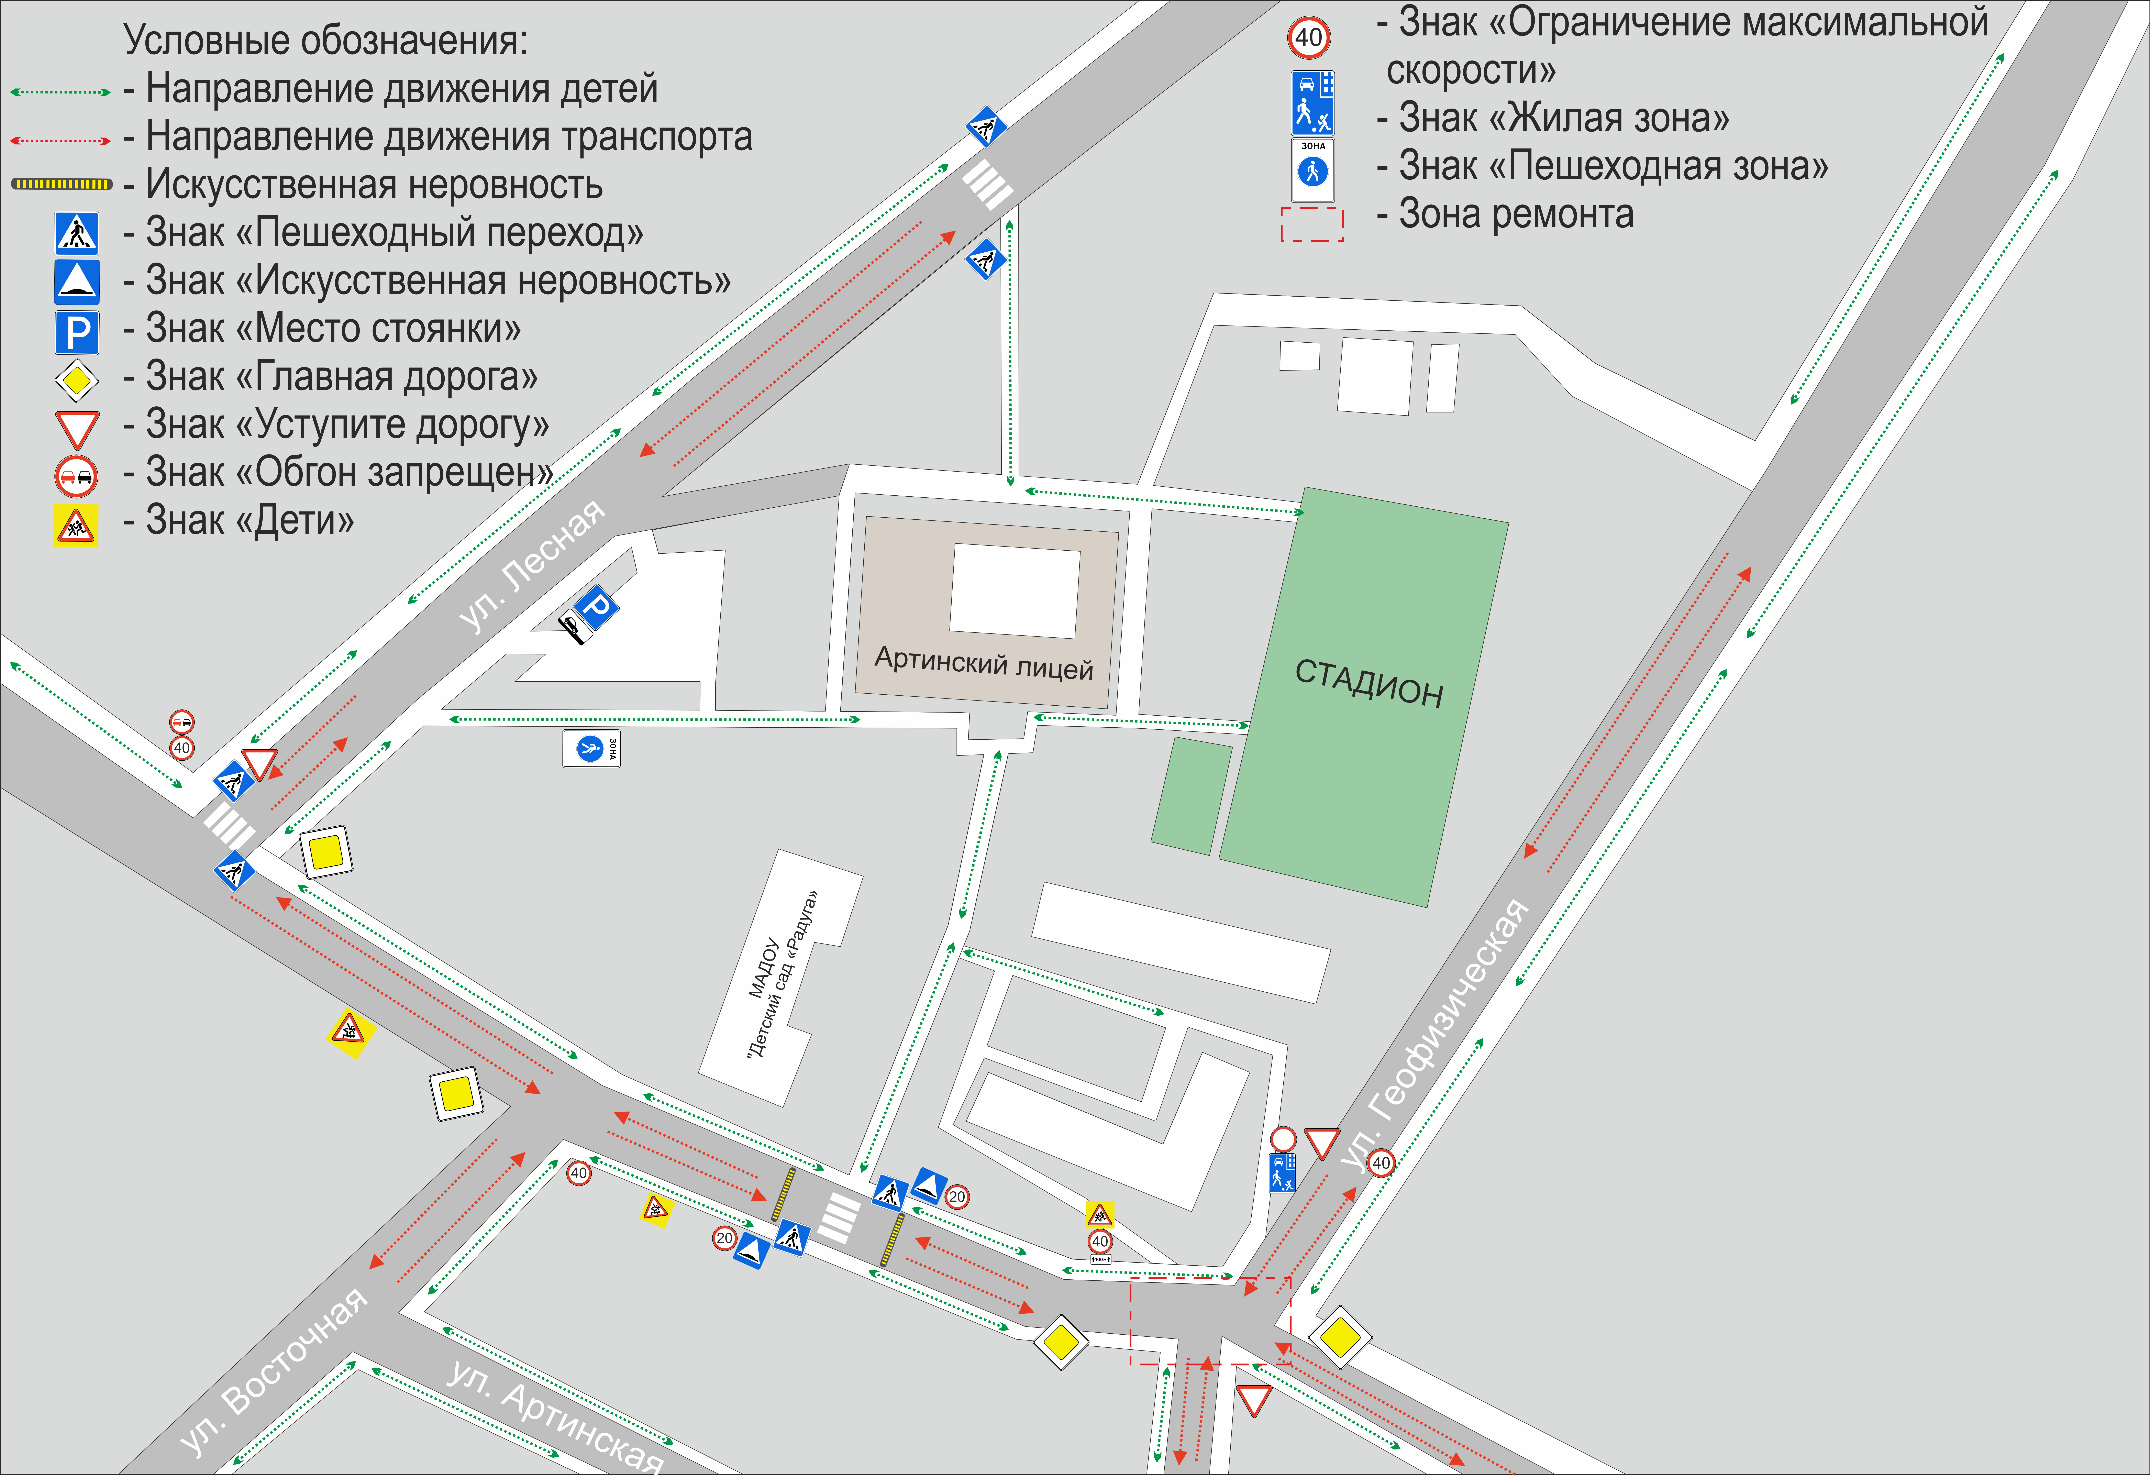 Условные обозначения:
- Направление движения детей
- Направление движения транспорта
- Искусственная неровность
- Знак «Пешеходный переход»
- Знак «Искусственная неровность»
P
- Знак «Место стоянки»
- Знак «Главная дорога»
- Знак «Уступите дорогу»
- Знак «Обгон запрещен»
- Знак «Дети»
40
- Знак «Ограничение максимальной
скорости»
- Знак «Жилая зона»
ЗОНА
- Знак «Пешеходная зона»
- Зона ремонта
ул. Лесная
P
Артинский лицей
СТАДИОН
40
ЗОНА
МАДОУ
"Детский сад «Радуга»
ул. Геофизическая
40
40
20
20
40
ул. Восточная
ул. Артинская